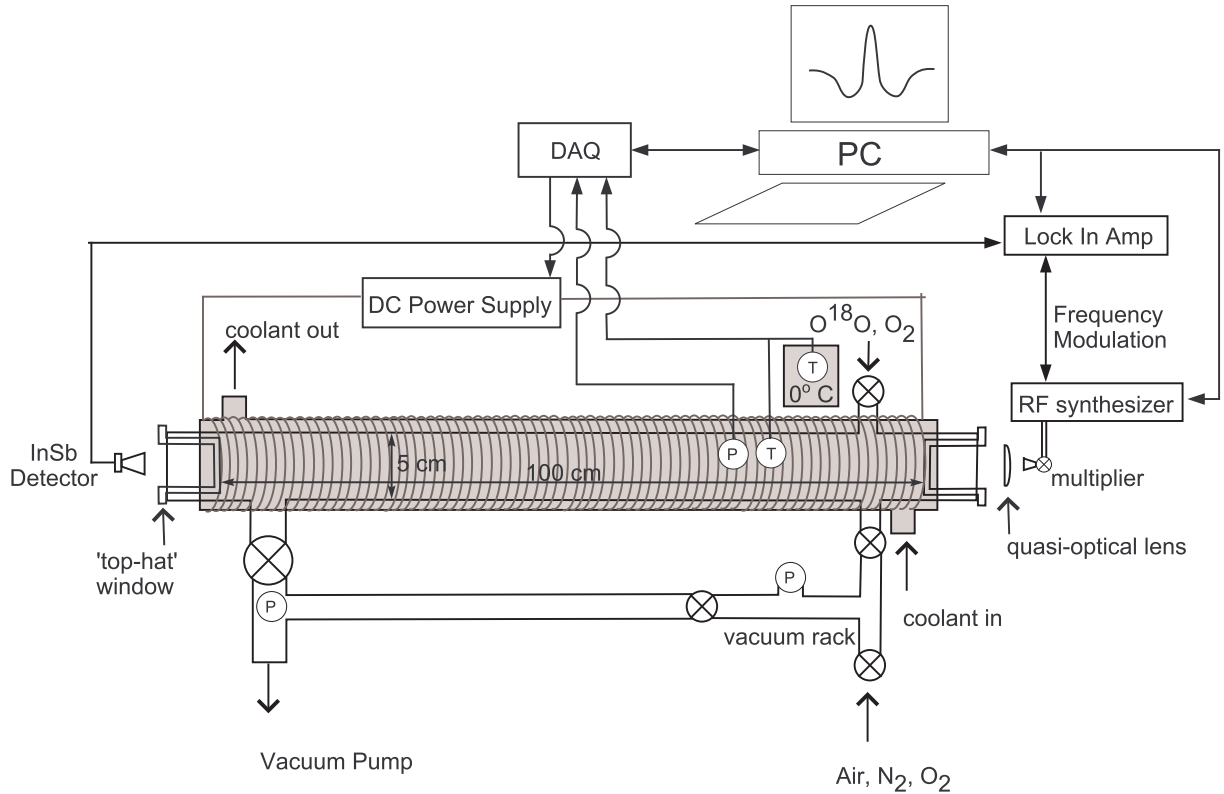 DAQ
PC
Lock In Amp
DC Power Supply
coolant out
O18O, O2
Frequency
Modulation
T
0o C
RF synthesizer
InSb
Detector
5 cm
100 cm
P
T
multiplier
'top-hat'
window
quasi-optical lens
P
P
vacuum rack
coolant in
Vacuum Pump
Air, N2, O2